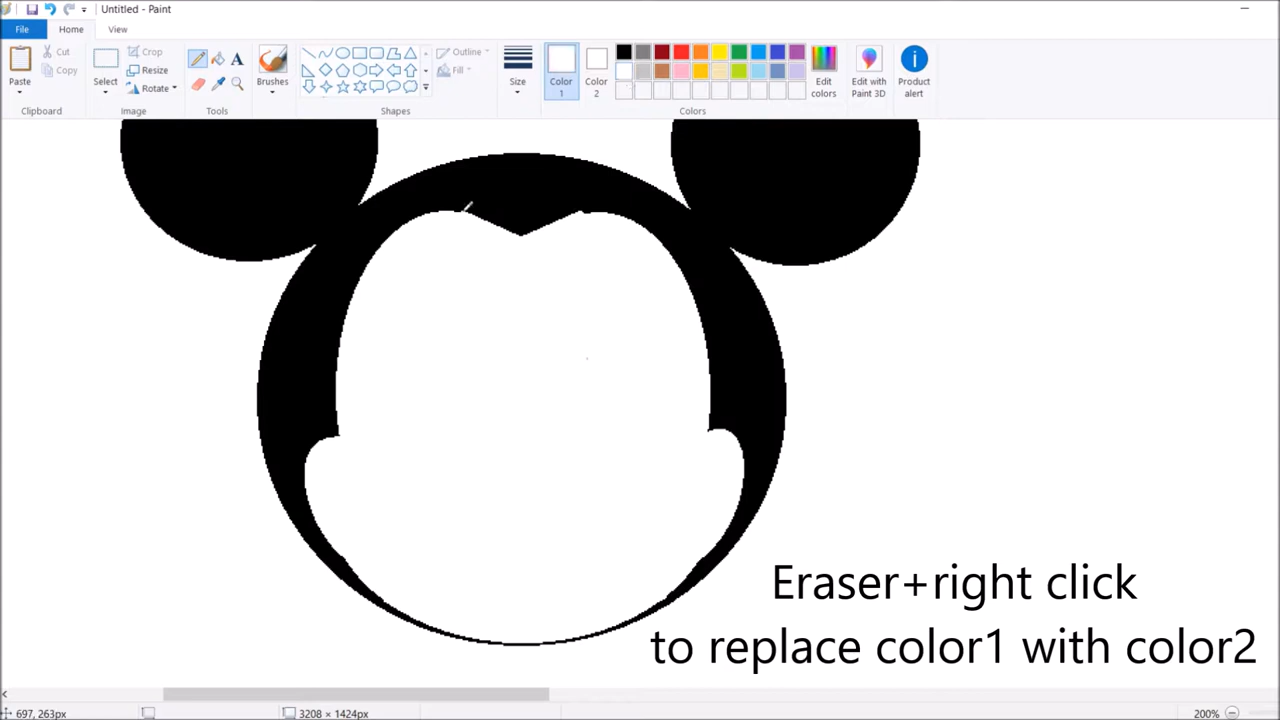 Untitled - Paint
File
Home
View
Paste
Cut
Copy
Clipboard
Select
Crop
Resize
Rotate
Image
A
Tools
Brushes
Outline
Fill
Shapes
Size
Color
1
Color
2
Edit
colors
Colors
Edit with
Paint 3D
Product
alert
Eraser+right click
to replace color1 with color2
697, 263px
3208 × 1424px
200%